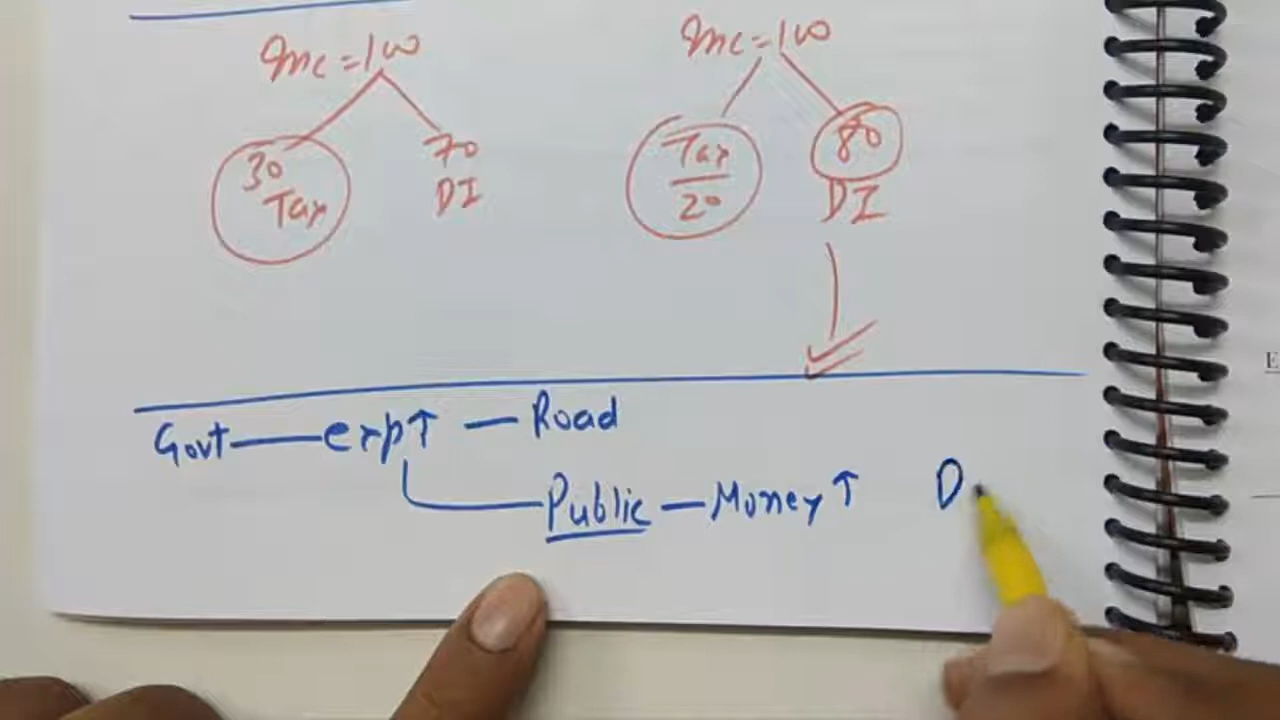 Inc = 100
30 Tax
70 DI
Inc = 100
Tax 20
80 DI
Govt — exp↑ — Road
Public — Money↑ D
E